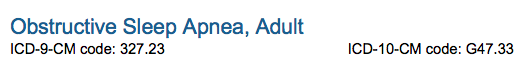 Obstructive Sleep Apnea, Adult
ICD-9-CM code: 327.23 ICD-10-CM code: G47.33